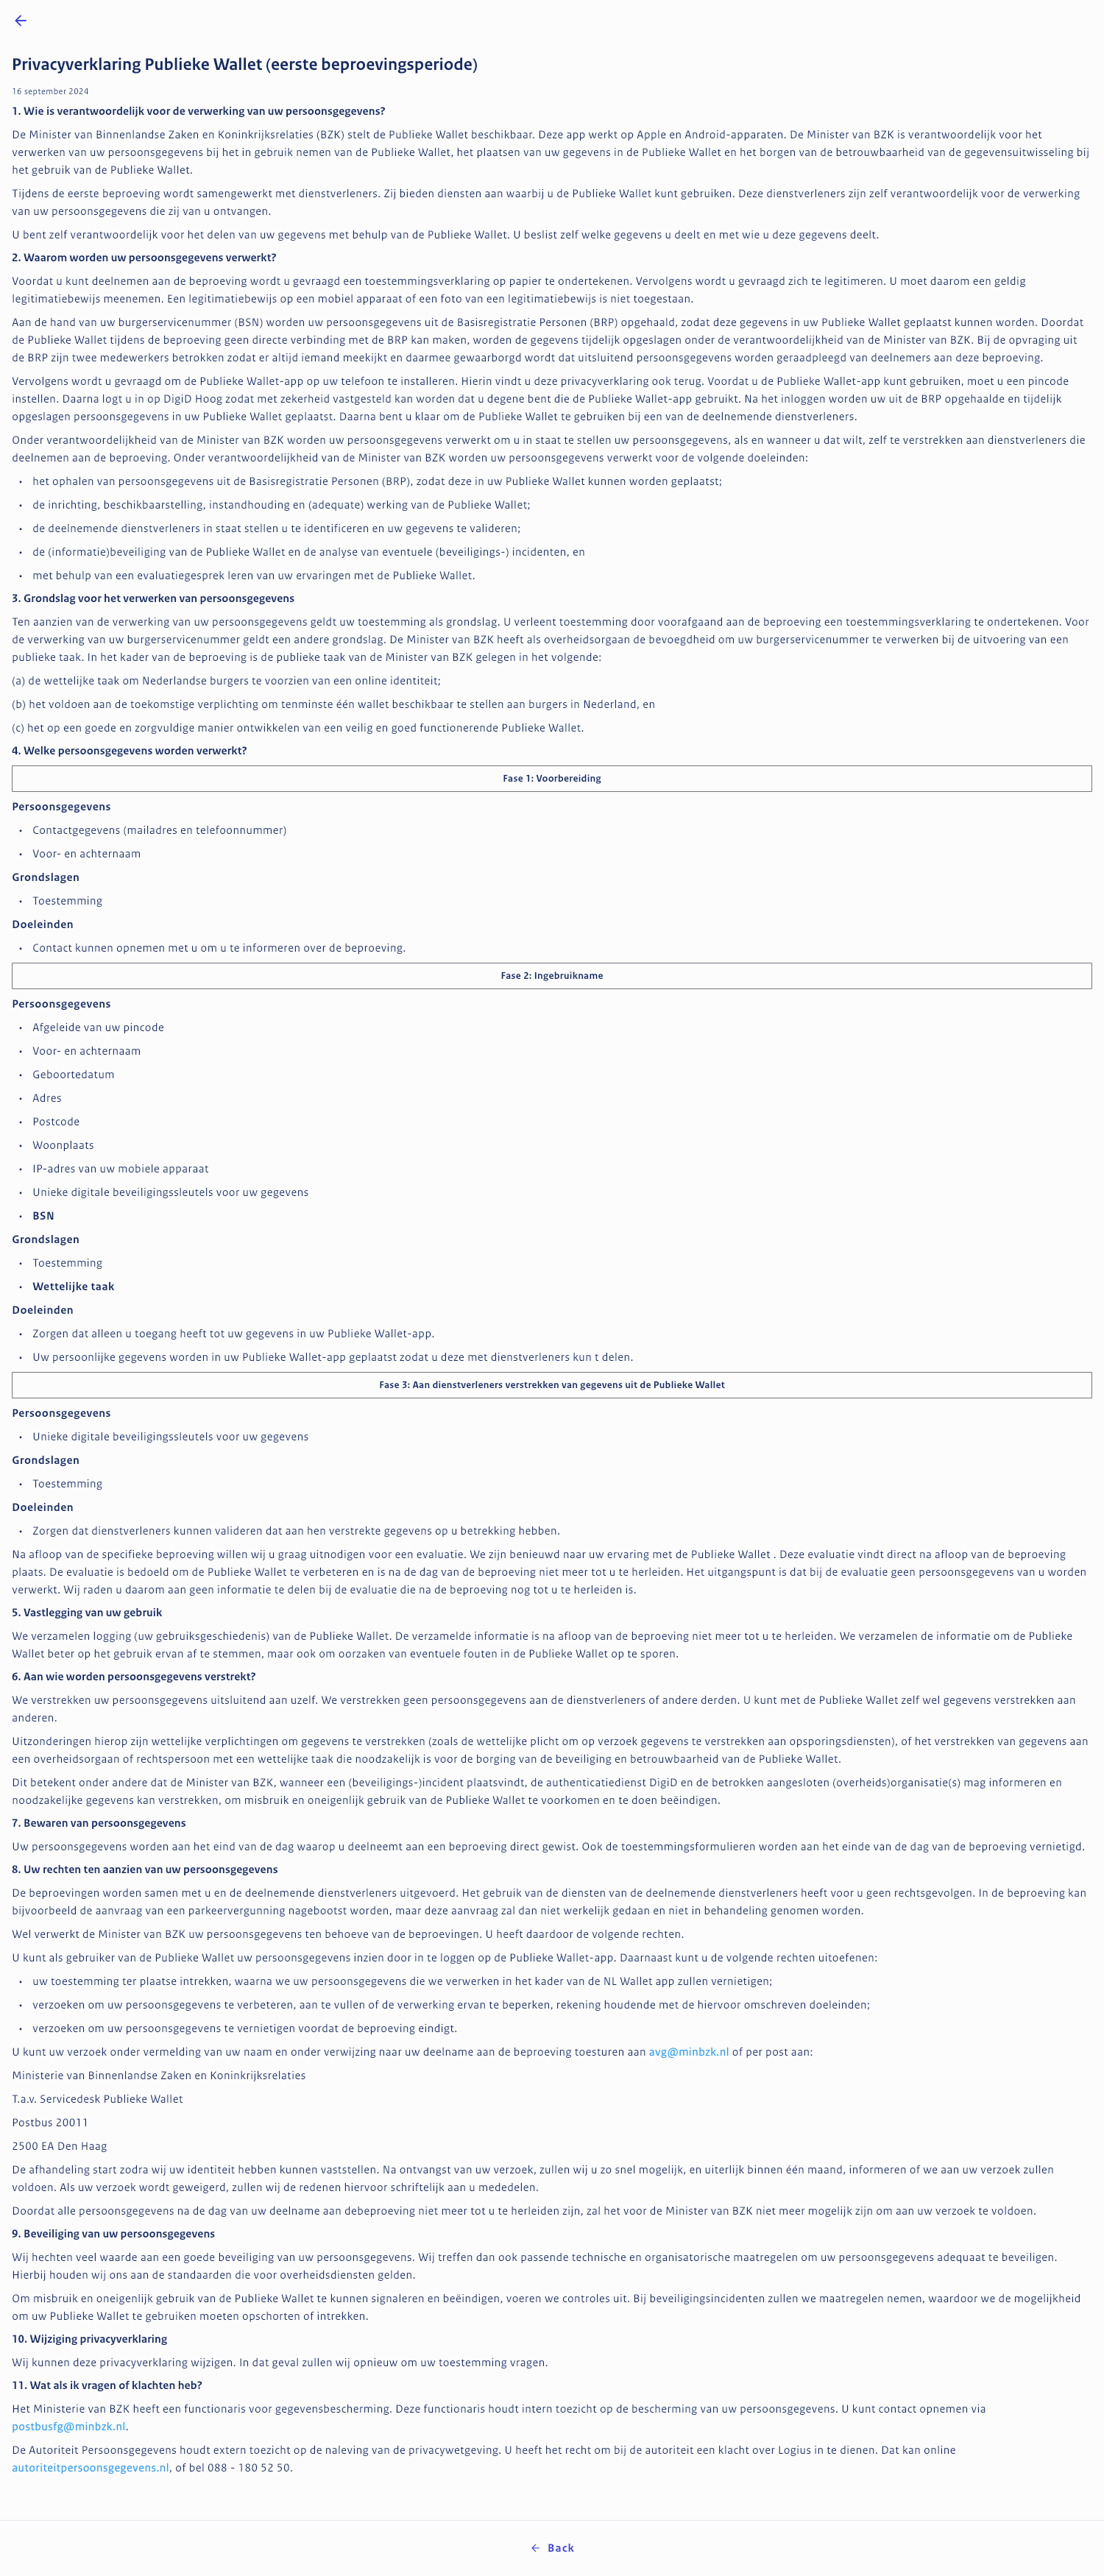 Privacyverklaring Publieke Wallet (eerste beproevingsperiode)
16 september 2024
1. Wie is verantwoordelijk voor de verwerking van uw persoonsgegevens?
De Minister van Binnenlandse Zaken en Koninkrijksrelaties (BZK) stelt de Publieke Wallet beschikbaar. Deze app werkt op Apple en Android-apparaten. De Minister van BZK is verantwoordelijk voor het
verwerken van uw persoonsgegevens bij het in gebruik nemen van de Publieke Wallet, het plaatsen van uw gegevens in de Publieke Wallet en het borgen van de betrouwbaarheid van de gegevensuitwisseling bij
het gebruik van de Publieke Wallet.
Tijdens de eerste beproeving wordt samengewerkt met dienstverleners. Zij bieden diensten aan waarbij u de Publieke Wallet kunt gebruiken. Deze dienstverleners zijn zelf verantwoordelijk voor de verwerking
van uw persoonsgegevens die zij van u ontvangen.
U bent zelf verantwoordelijk voor het delen van uw gegevens met behulp van de Publieke Wallet. U beslist zelf welke gegevens u deelt en met wie u deze gegevens deelt.
2. Waarom worden uw persoonsgegevens verwerkt?
Voordat u kunt deelnemen aan de beproeving wordt u gevraagd een toestemmingsverklaring op papier te ondertekenen. Vervolgens wordt u gevraagd zich te legitimeren. U moet daarom een geldig
legitimatiebewijs meenemen. Een legitimatiebewijs op een mobiel apparaat of een foto van een legitimatiebewijs is niet toegestaan.
Aan de hand van uw burgerservicenummer (BSN) worden uw persoonsgegevens uit de Basisregistratie Personen (BRP) opgehaald, zodat deze gegevens in uw Publieke Wallet geplaatst kunnen worden. Doordat
de Publieke Wallet tijdens de beproeving geen directe verbinding met de BRP kan maken, worden de gegevens tijdelijk opgeslagen onder de verantwoordelijkheid van de Minister van BZK. Bij de opvraging uit
de BRP zijn twee medewerkers betrokken zodat er altijd iemand meekijkt en daarmee gewaarborgd wordt dat uitsluitend persoonsgegevens worden geraadpleegd van deelnemers aan deze beproeving.
Vervolgens wordt u gevraagd om de Publieke Wallet-app op uw telefoon te installeren. Hierin vindt u deze privacyverklaring ook terug. Voordat u de Publieke Wallet-app kunt gebruiken, moet u een pincode
instellen. Daarna logt u in op DigiD Hoog zodat met zekerheid vastgesteld kan worden dat u degene bent die de Publieke Wallet-app gebruikt. Na het inloggen worden uw uit de BRP opgehaalde en tijdelijk
opgeslagen persoonsgegevens in uw Publieke Wallet geplaatst. Daarna bent u klaar om de Publieke Wallet te gebruiken bij een van de deelnemende dienstverleners.
Onder verantwoordelijkheid van de Minister van BZK worden uw persoonsgegevens verwerkt om u in staat te stellen uw persoonsgegevens, als en wanneer u dat wilt, zelf te verstrekken aan dienstverleners die
deelnemen aan de beproeving. Onder verantwoordelijkheid van de Minister van BZK worden uw persoonsgegevens verwerkt voor de volgende doeleinden:
• het ophalen van persoonsgegevens uit de Basisregistratie Personen (BRP), zodat deze in uw Publieke Wallet kunnen worden geplaatst;
• de inrichting, beschikbaarstelling, instandhouding en (adequate) werking van de Publieke Wallet;
• de deelnemende dienstverleners in staat stellen u te identificeren en uw gegevens te valideren;
• de (informatie)beveiliging van de Publieke Wallet en de analyse van eventuele (beveiligings-) incidenten, en
• met behulp van een evaluatiegesprek leren van uw ervaringen met de Publieke Wallet.
3. Grondslag voor het verwerken van persoonsgegevens
Ten aanzien van de verwerking van uw persoonsgegevens geldt uw toestemming als grondslag. U verleent toestemming door voorafgaand aan de beproeving een toestemmingsverklaring te ondertekenen. Voor
de verwerking van uw burgerservicenummer geldt een andere grondslag. De Minister van BZK heeft als overheidsorgaan de bevoegdheid om uw burgerservicenummer te verwerken bij de uitvoering van een
publieke taak. In het kader van de beproeving is de publieke taak van de Minister van BZK gelegen in het volgende:
(a) de wettelijke taak om Nederlandse burgers te voorzien van een online identiteit;
(b) het voldoen aan de toekomstige verplichting om tenminste één wallet beschikbaar te stellen aan burgers in Nederland, en
(c) het op een goede en zorgvuldige manier ontwikkelen van een veilig en goed functionerende Publieke Wallet.
4. Welke persoonsgegevens worden verwerkt?
Fase 1: Voorbereiding
Persoonsgegevens
• Contactgegevens (mailadres en telefoonnummer)
• Voor- en achternaam
Grondslagen
• Toestemming
Doeleinden
• Contact kunnen opnemen met u om u te informeren over de beproeving.
Fase 2: Ingebruikname
Persoonsgegevens
• Afgeleide van uw pincode
• Voor- en achternaam
• Geboortedatum
• Adres
• Postcode
• Woonplaats
• IP-adres van uw mobiele apparaat
• Unieke digitale beveiligingssleutels voor uw gegevens
• BSN
Grondslagen
• Toestemming
• Wettelijke taak
Doeleinden
• Zorgen dat alleen u toegang heeft tot uw gegevens in uw Publieke Wallet-app.
• Uw persoonlijke gegevens worden in uw Publieke Wallet-app geplaatst zodat u deze met dienstverleners kun t delen.
Fase 3: Aan dienstverleners verstrekken van gegevens uit de Publieke Wallet
Persoonsgegevens
• Unieke digitale beveiligingssleutels voor uw gegevens
Grondslagen
• Toestemming
Doeleinden
• Zorgen dat dienstverleners kunnen valideren dat aan hen verstrekte gegevens op u betrekking hebben.
Na afloop van de specifieke beproeving willen wij u graag uitnodigen voor een evaluatie. We zijn benieuwd naar uw ervaring met de Publieke Wallet . Deze evaluatie vindt direct na afloop van de beproeving
plaats. De evaluatie is bedoeld om de Publieke Wallet te verbeteren en is na de dag van de beproeving niet meer tot u te herleiden. Het uitgangspunt is dat bij de evaluatie geen persoonsgegevens van u worden
verwerkt. Wij raden u daarom aan geen informatie te delen bij de evaluatie die na de beproeving nog tot u te herleiden is.
5. Vastlegging van uw gebruik
We verzamelen logging (uw gebruiksgeschiedenis) van de Publieke Wallet. De verzamelde informatie is na afloop van de beproeving niet meer tot u te herleiden. We verzamelen de informatie om de Publieke
Wallet beter op het gebruik ervan af te stemmen, maar ook om oorzaken van eventuele fouten in de Publieke Wallet op te sporen.
6. Aan wie worden persoonsgegevens verstrekt?
We verstrekken uw persoonsgegevens uitsluitend aan uzelf. We verstrekken geen persoonsgegevens aan de dienstverleners of andere derden. U kunt met de Publieke Wallet zelf wel gegevens verstrekken aan
anderen.
Uitzonderingen hierop zijn wettelijke verplichtingen om gegevens te verstrekken (zoals de wettelijke plicht om op verzoek gegevens te verstrekken aan opsporingsdiensten), of het verstrekken van gegevens aan
een overheidsorgaan of rechtspersoon met een wettelijke taak die noodzakelijk is voor de borging van de beveiliging en betrouwbaarheid van de Publieke Wallet.
Dit betekent onder andere dat de Minister van BZK, wanneer een (beveiligings-)incident plaatsvindt, de authenticatiedienst DigiD en de betrokken aangesloten (overheids)organisatie(s) mag informeren en
noodzakelijke gegevens kan verstrekken, om misbruik en oneigenlijk gebruik van de Publieke Wallet te voorkomen en te doen beëindigen.
7. Bewaren van persoonsgegevens
Uw persoonsgegevens worden aan het eind van de dag waarop u deelneemt aan een beproeving direct gewist. Ook de toestemmingsformulieren worden aan het einde van de dag van de beproeving vernietigd.
8. Uw rechten ten aanzien van uw persoonsgegevens
De beproevingen worden samen met u en de deelnemende dienstverleners uitgevoerd. Het gebruik van de diensten van de deelnemende dienstverleners heeft voor u geen rechtsgevolgen. In de beproeving kan
bijvoorbeeld de aanvraag van een parkeervergunning nagebootst worden, maar deze aanvraag zal dan niet werkelijk gedaan en niet in behandeling genomen worden.
Wel verwerkt de Minister van BZK uw persoonsgegevens ten behoeve van de beproevingen. U heeft daardoor de volgende rechten.
U kunt als gebruiker van de Publieke Wallet uw persoonsgegevens inzien door in te loggen op de Publieke Wallet-app. Daarnaast kunt u de volgende rechten uitoefenen:
• uw toestemming ter plaatse intrekken, waarna we uw persoonsgegevens die we verwerken in het kader van de NL Wallet app zullen vernietigen;
• verzoeken om uw persoonsgegevens te verbeteren, aan te vullen of de verwerking ervan te beperken, rekening houdende met de hiervoor omschreven doeleinden;
• verzoeken om uw persoonsgegevens te vernietigen voordat de beproeving eindigt.
U kunt uw verzoek onder vermelding van uw naam en onder verwijzing naar uw deelname aan de beproeving toesturen aan avg@minbzk.nl of per post aan:
Ministerie van Binnenlandse Zaken en Koninkrijksrelaties
T.a.v. Servicedesk Publieke Wallet
Postbus 20011
2500 EA Den Haag
De afhandeling start zodra wij uw identiteit hebben kunnen vaststellen. Na ontvangst van uw verzoek, zullen wij u zo snel mogelijk, en uiterlijk binnen één maand, informeren of we aan uw verzoek zullen
voldoen. Als uw verzoek wordt geweigerd, zullen wij de redenen hiervoor schriftelijk aan u mededelen.
Doordat alle persoonsgegevens na de dag van uw deelname aan debeproeving niet meer tot u te herleiden zijn, zal het voor de Minister van BZK niet meer mogelijk zijn om aan uw verzoek te voldoen.
9. Beveiliging van uw persoonsgegevens
Wij hechten veel waarde aan een goede beveiliging van uw persoonsgegevens. Wij treffen dan ook passende technische en organisatorische maatregelen om uw persoonsgegevens adequaat te beveiligen.
Hierbij houden wij ons aan de standaarden die voor overheidsdiensten gelden.
Om misbruik en oneigenlijk gebruik van de Publieke Wallet te kunnen signaleren en beëindigen, voeren we controles uit. Bij beveiligingsincidenten zullen we maatregelen nemen, waardoor we de mogelijkheid
om uw Publieke Wallet te gebruiken moeten opschorten of intrekken.
10. Wijziging privacyverklaring
Wij kunnen deze privacyverklaring wijzigen. In dat geval zullen wij opnieuw om uw toestemming vragen.
11. Wat als ik vragen of klachten heb?
Het Ministerie van BZK heeft een functionaris voor gegevensbescherming. Deze functionaris houdt intern toezicht op de bescherming van uw persoonsgegevens. U kunt contact opnemen via
postbusfg@minbzk.nl.
De Autoriteit Persoonsgegevens houdt extern toezicht op de naleving van de privacywetgeving. U heeft het recht om bij de autoriteit een klacht over Logius in te dienen. Dat kan online
autoriteitpersoonsgegevens.nl, of bel 088 - 180 52 50.
Back